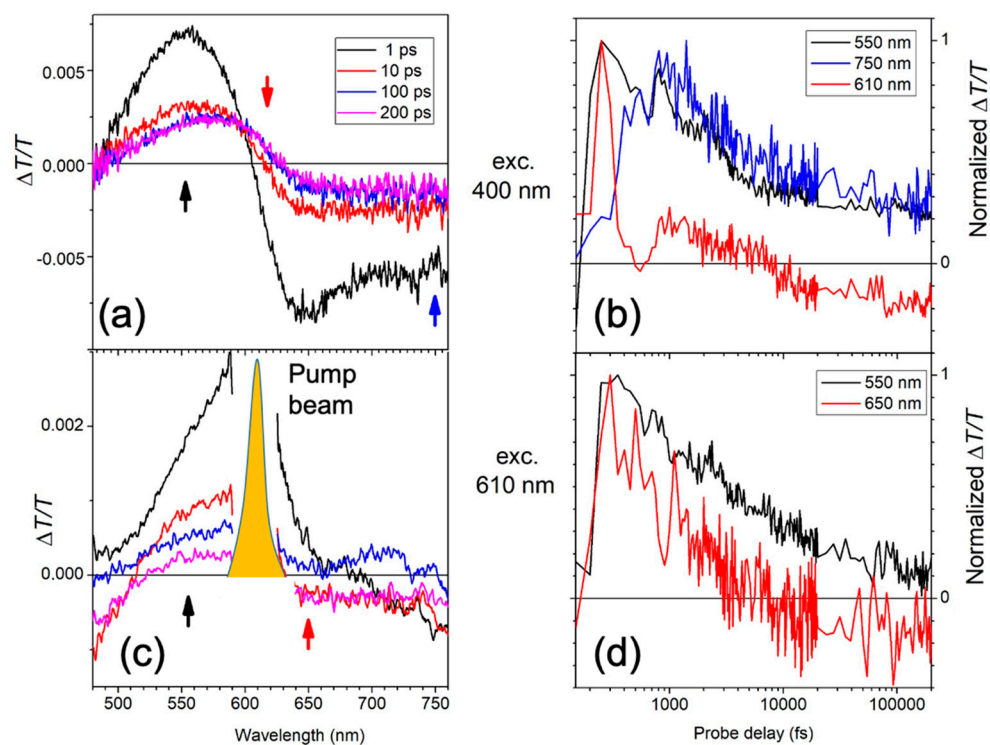 0.005
0.000
-0.005
ΔT/T
1 ps
10 ps
100 ps
200 ps
(a)
exc.
400 nm
550 nm
750 nm
610 nm
1
0
Normalized ΔT/T
(b)
0.002
0.000
ΔT/T
Pump
beam
(c)
500 550 600 650 700 750
Wavelength (nm)
exc.
610 nm
550 nm
650 nm
1
0
Normalized ΔT/T
(d)
1000 10000 100000
Probe delay (fs)